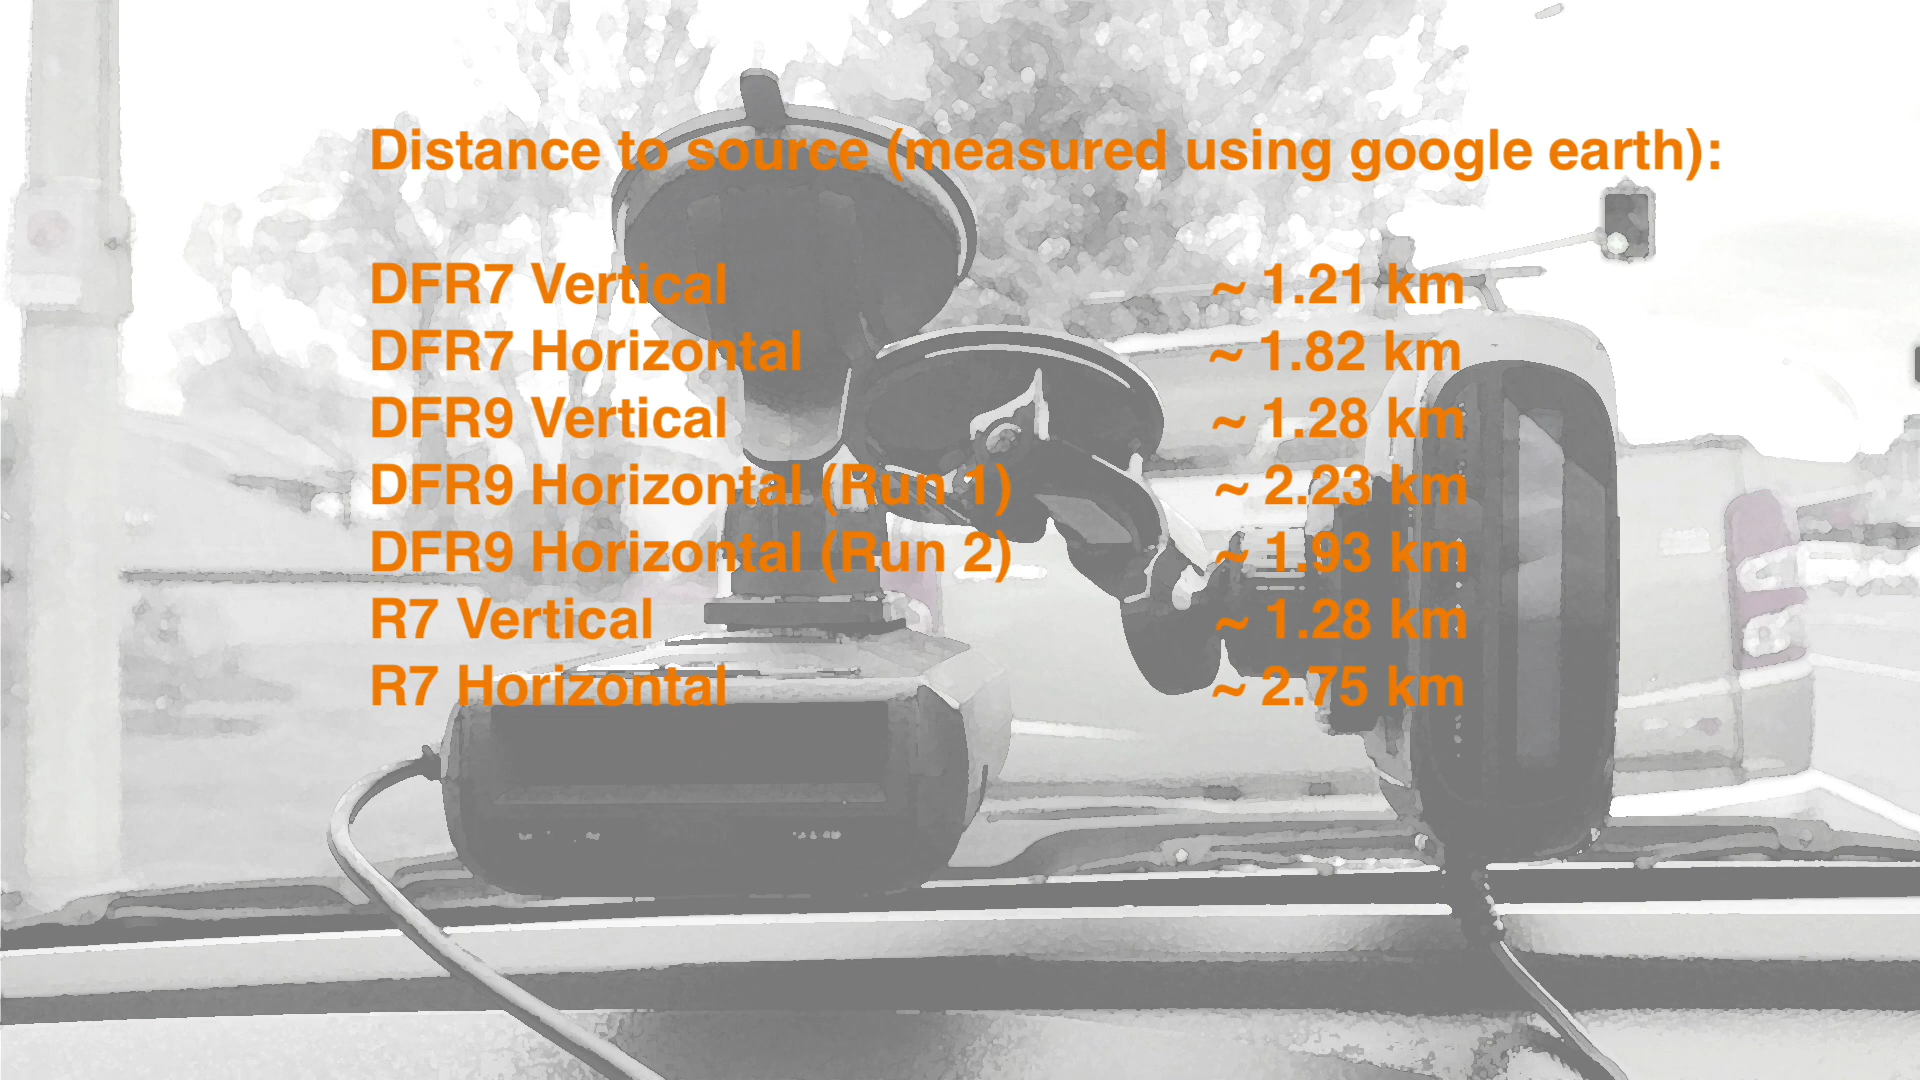 Distance to source (measured using google earth):
DFR7 Vertical ~ 1.21 km
DFR7 Horizontal ~ 1.82 km
DFR9 Vertical ~ 1.28 km
DFR9 Horizontal (Run 1) ~ 2.23 km
DFR9 Horizontal (Run 2) ~ 1.93 km
R7 Vertical ~ 1.28 km
R7 Horizontal ~ 2.75 km